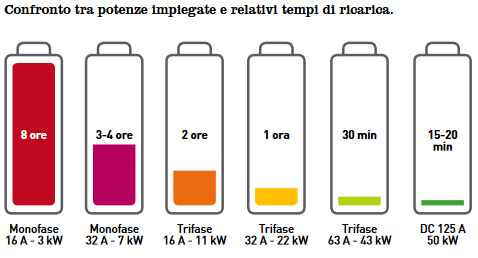 Confronto tra potenze impiegate e relativi tempi di ricarica.
8 ore
3-4 ore
2 ore
1 ora
30 min
15-20
min
Monofase
16 A - 3 kW
Monofase
32 A - 7 kW
Trifase
16 A - 11 kW
Trifase
32 A - 22 kW
Trifase
63 A - 43 kW
DC 125 A
50 kW